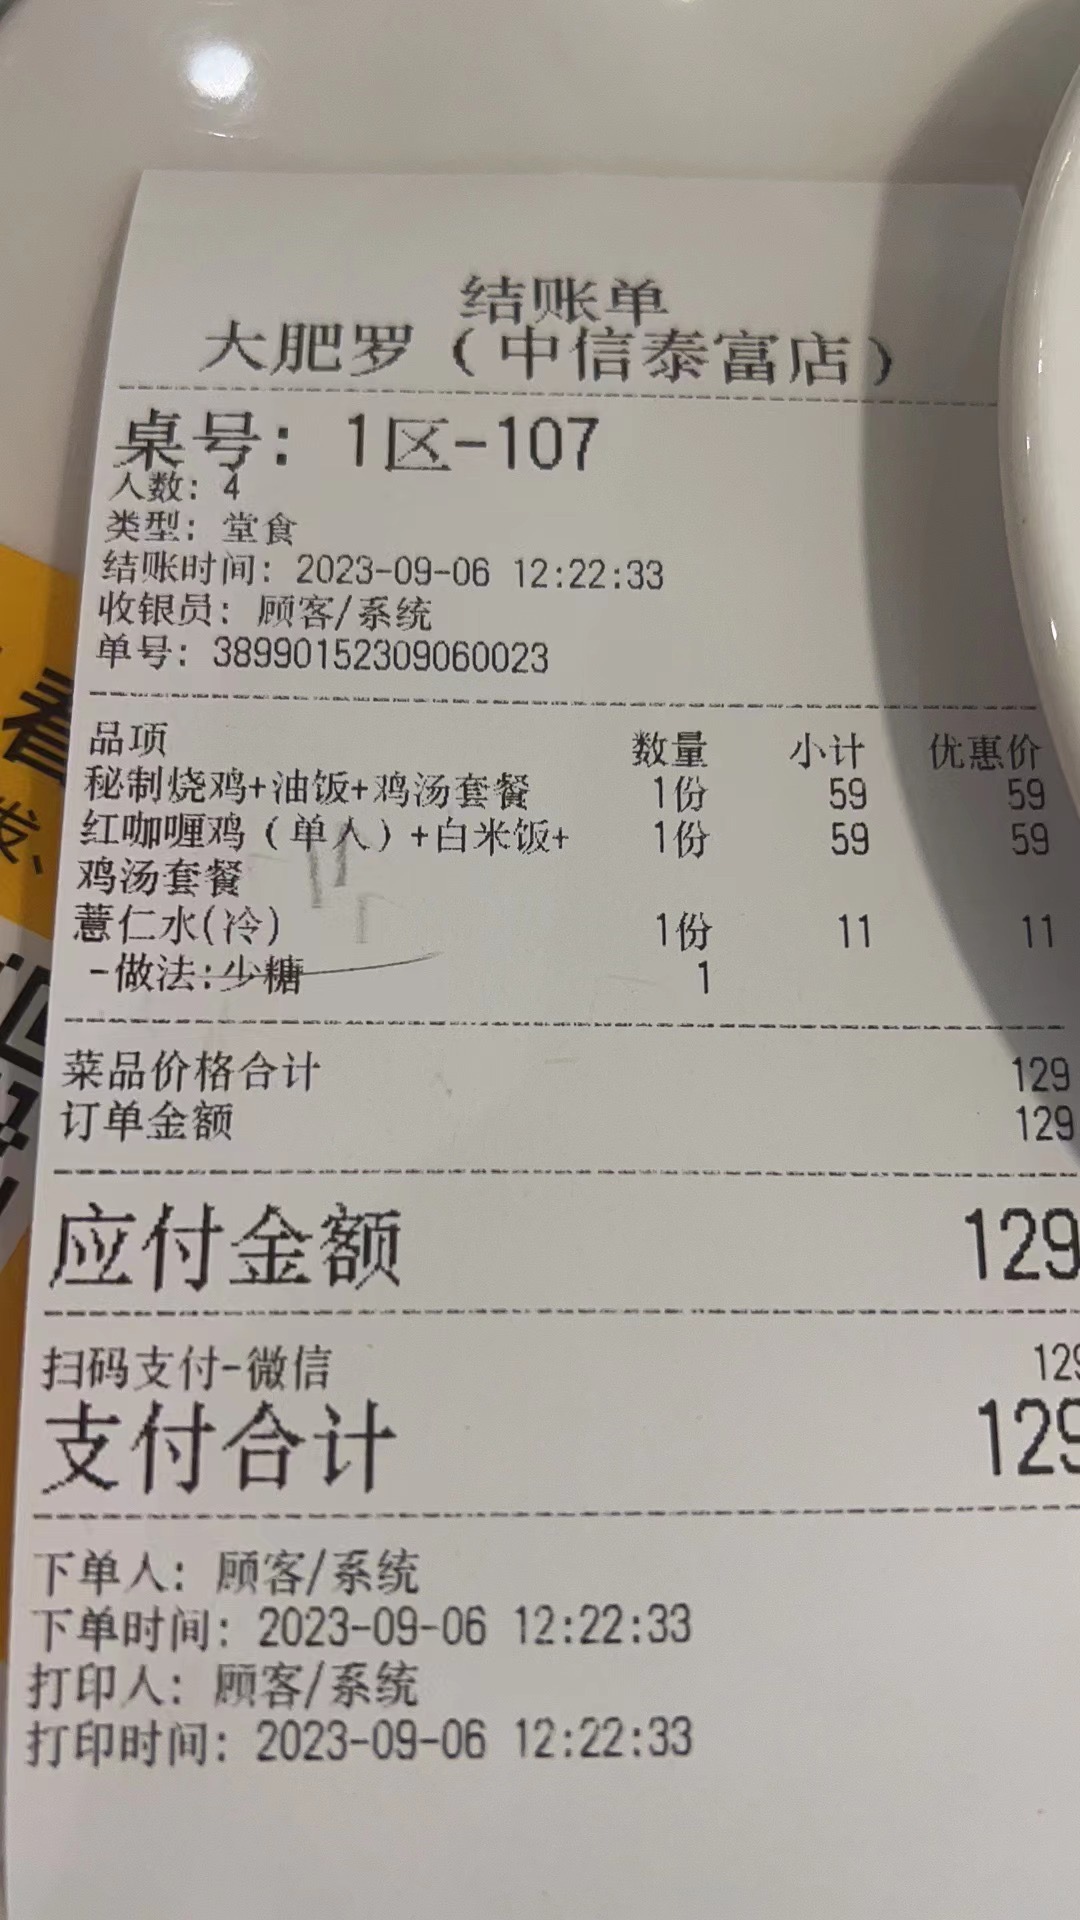 结账单
大肥罗（中信泰富店）
桌号： 1区-107
人数： 4
类型： 堂食
结账时间： 2023-09-06 12:22:33
收银员： 顾客/系统
单号： 38990152309060023
品项 数量 小计 优惠价
秘制烧鸡+油饭+鸡汤套餐 1份 59 59
红咖喱鸡（单人）+白米饭+ 1份 59 59
鸡汤套餐
薏仁水(冷) 1份 11 11
-做法:少糖 1
菜品价格合计 129
订单金额 129
应付金额 129
扫码支付-微信 129
支付合计 129
下单人： 顾客/系统
下单时间： 2023-09-06 12:22:33
打印人： 顾客/系统
打印时间： 2023-09-06 12:22:33
看